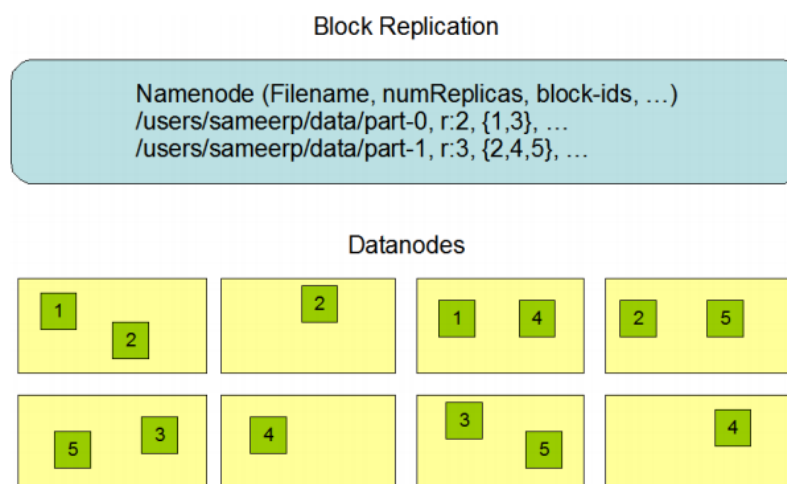 Block Replication
Namenode (Filename, numReplicas, block-ids, …)
/users/sameerp/data/part-0, r:2, {1,3}, …
/users/sameerp/data/part-1, r:3, {2,4,5}, …
Datanodes
1
2
2
1 4
2 5
5 3
4
3
5
4